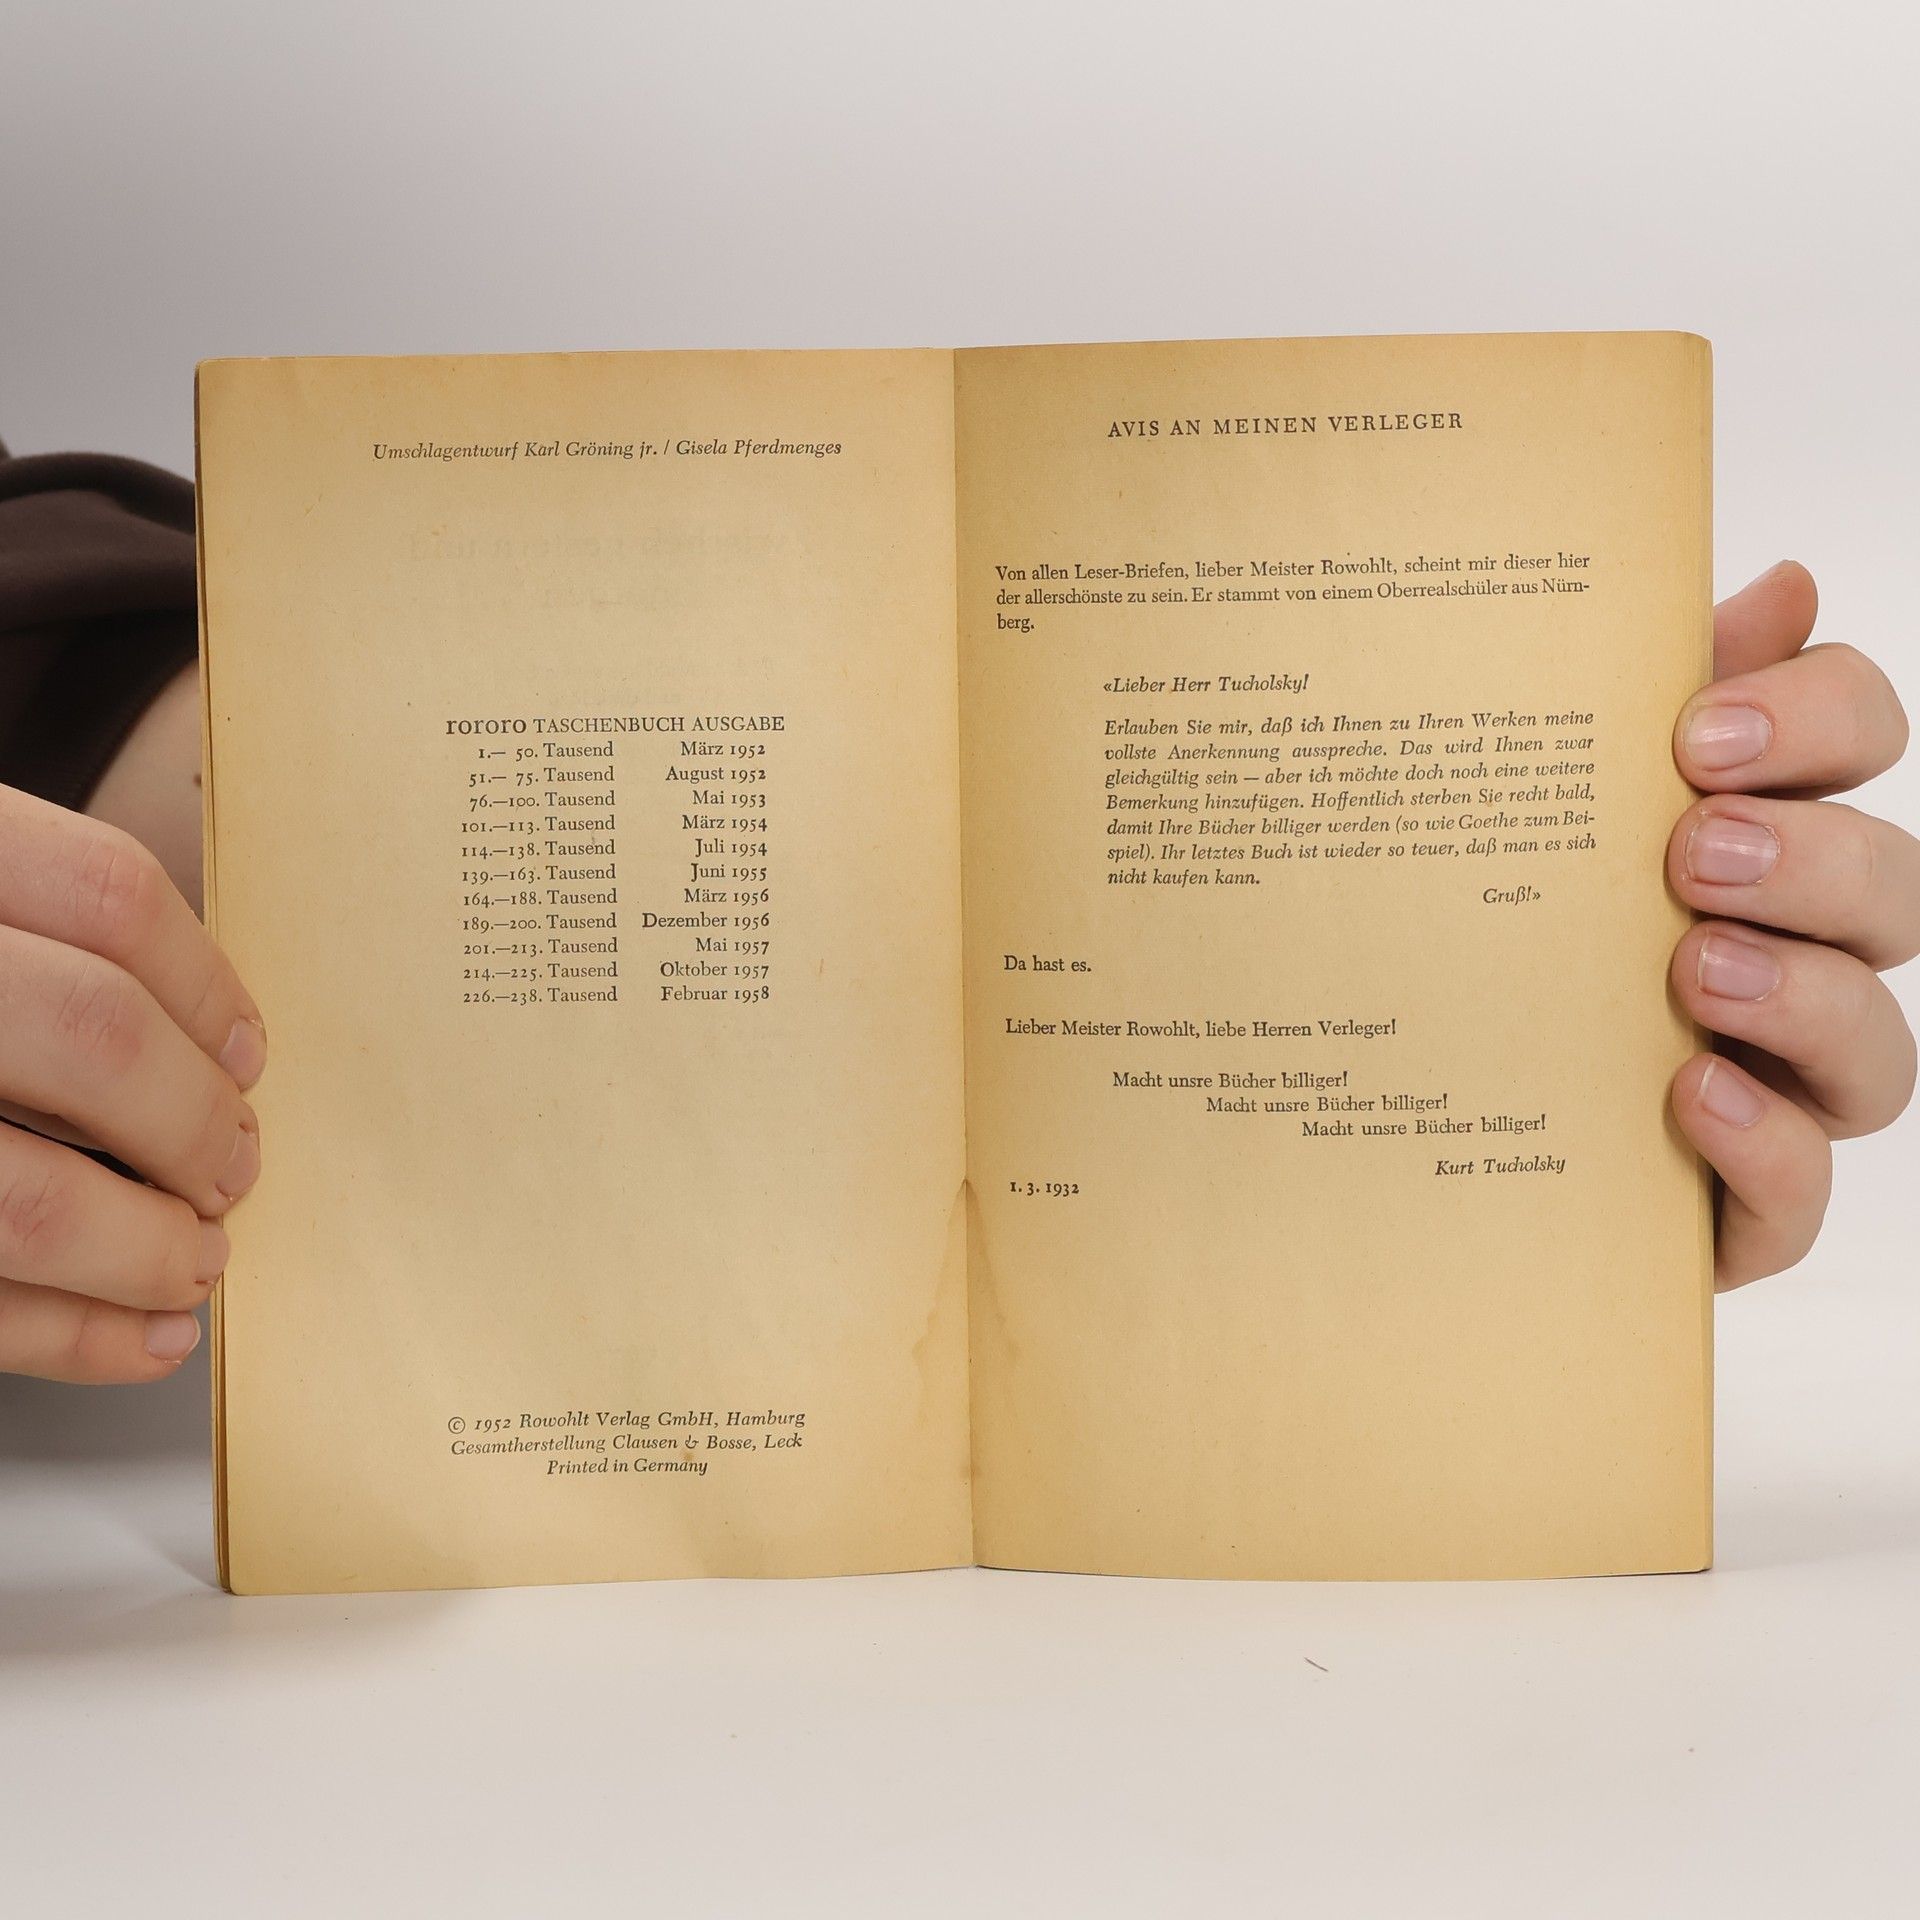 Umschlagentwurf Karl Gröning jr. / Gisela Pferdmenges
rororo TASCHENBUCH AUSGABE
1.— 50. Tausend März 1952
51.— 75. Tausend August 1952
76.—100. Tausend Mai 1953
101.—113. Tausend März 1954
114.—138. Tausend Juli 1954
139.—163. Tausend Juni 1955
164.—188. Tausend März 1956
189.—200. Tausend Dezember 1956
201.—213. Tausend Mai 1957
214.—225. Tausend Oktober 1957
226.—238. Tausend Februar 1958
© 1952 Rowohlt Verlag GmbH, Hamburg
Gesamtherstellung Clausen & Bosse, Leck
Printed in Germany
AVIS AN MEINEN VERLEGER
Von allen Leser-Briefen, lieber Meister Rowohlt, scheint mir dieser hier
der allerschönste zu sein. Er stammt von einem Oberrealschüler aus Nürn-
berg.
«Lieber Herr Tucholsky!
Erlauben Sie mir, daß ich Ihnen zu Ihren Werken meine
vollste Anerkennung ausspreche. Das wird Ihnen zwar
gleichgültig sein — aber ich möchte doch noch eine weitere
Bemerkung hinzufügen. Hoffentlich sterben Sie recht bald,
damit Ihre Bücher billiger werden (so wie Goethe zum Bei-
spiel). Ihr letztes Buch ist wieder so teuer, daß man es sich
nicht kaufen kann.
Gruß!»
Da hast es.
Lieber Meister Rowohlt, liebe Herren Verleger!
Macht unsre Bücher billiger!
Macht unsre Bücher billiger!
Macht unsre Bücher billiger!
Kurt Tucholsky
1. 3. 1932